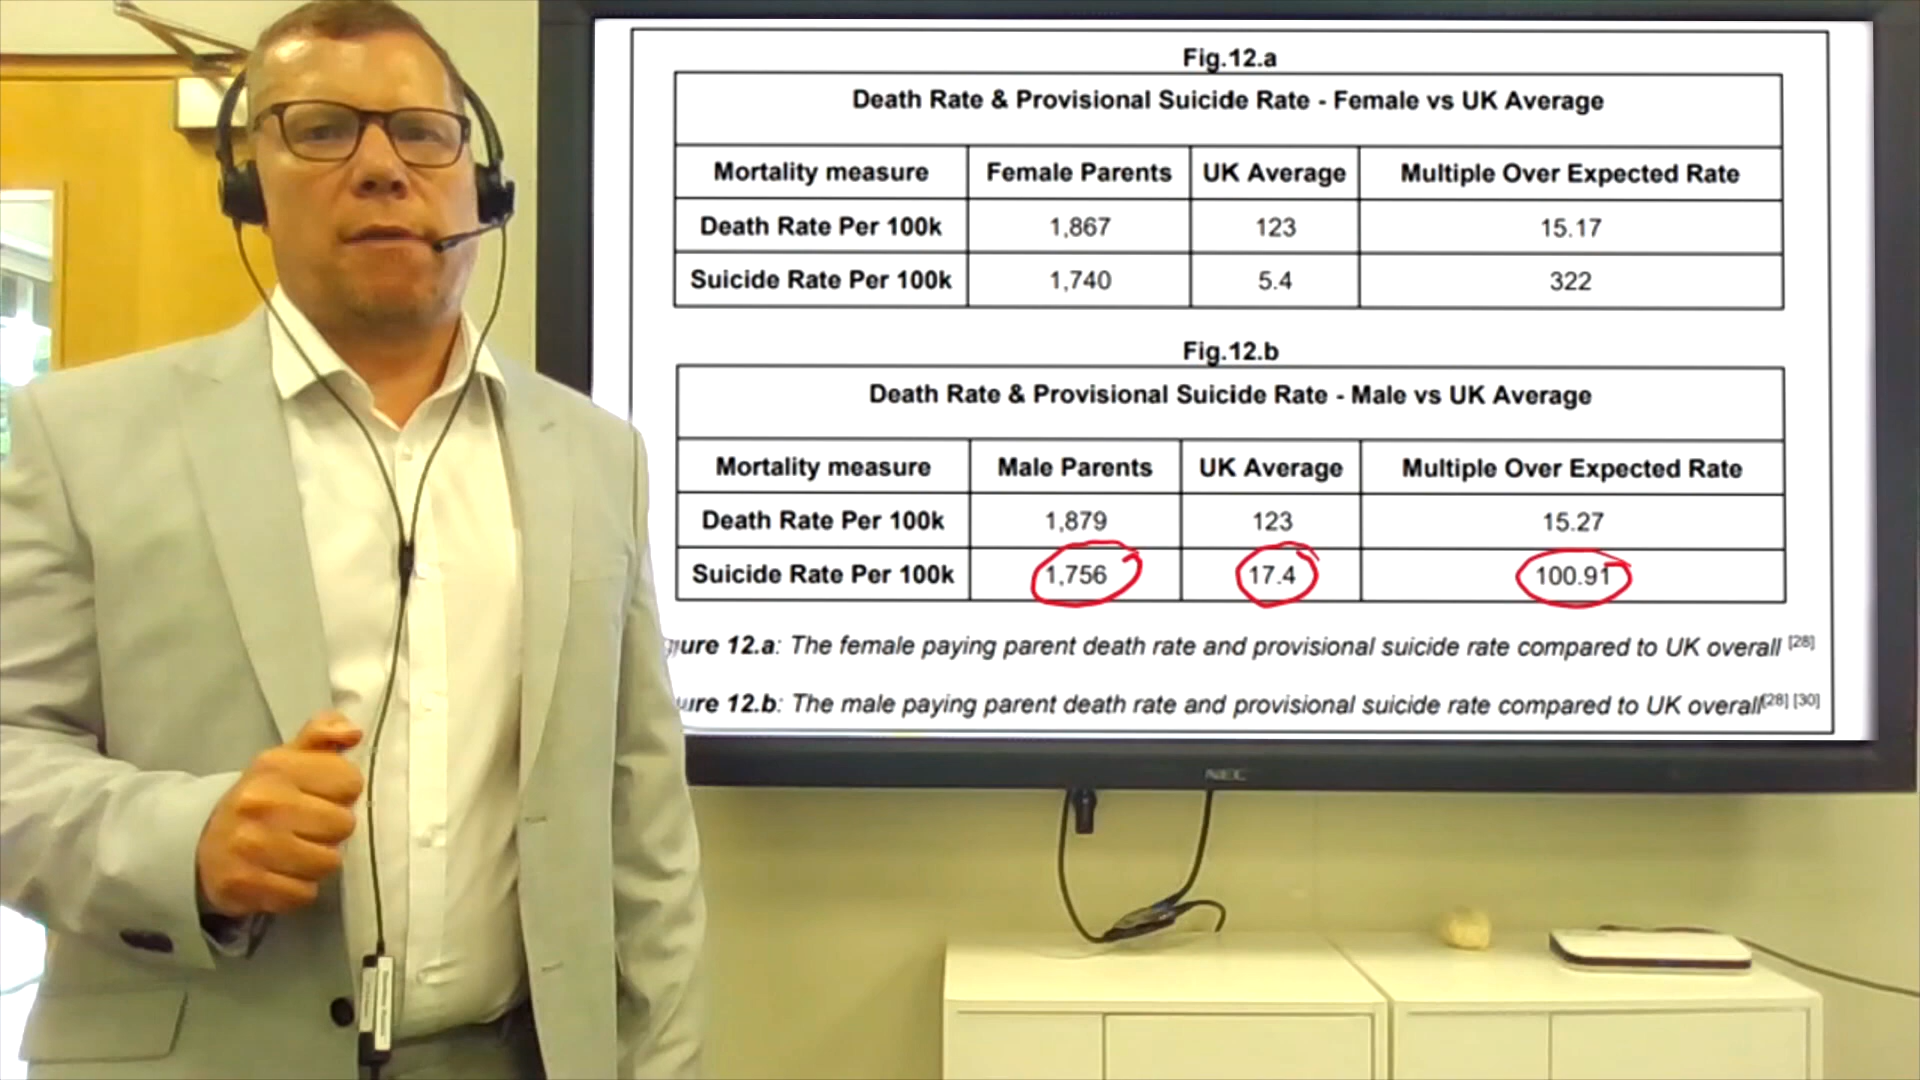 Fig.12.a
Death Rate & Provisional Suicide Rate - Female vs UK Average
Mortality measure Female Parents UK Average Multiple Over Expected Rate
Death Rate Per 100k 1,867 123 15.17
Suicide Rate Per 100k 1,740 5.4 322
Fig.12.b
Death Rate & Provisional Suicide Rate - Male vs UK Average
Mortality measure Male Parents UK Average Multiple Over Expected Rate
Death Rate Per 100k 1,879 123 15.27
Suicide Rate Per 100k 1,756 17.4 100.91
ure 12.a: The female paying parent death rate and provisional suicide rate compared to UK overall [28]
ure 12.b: The male paying parent death rate and provisional suicide rate compared to UK overall[28] [30]
NEC